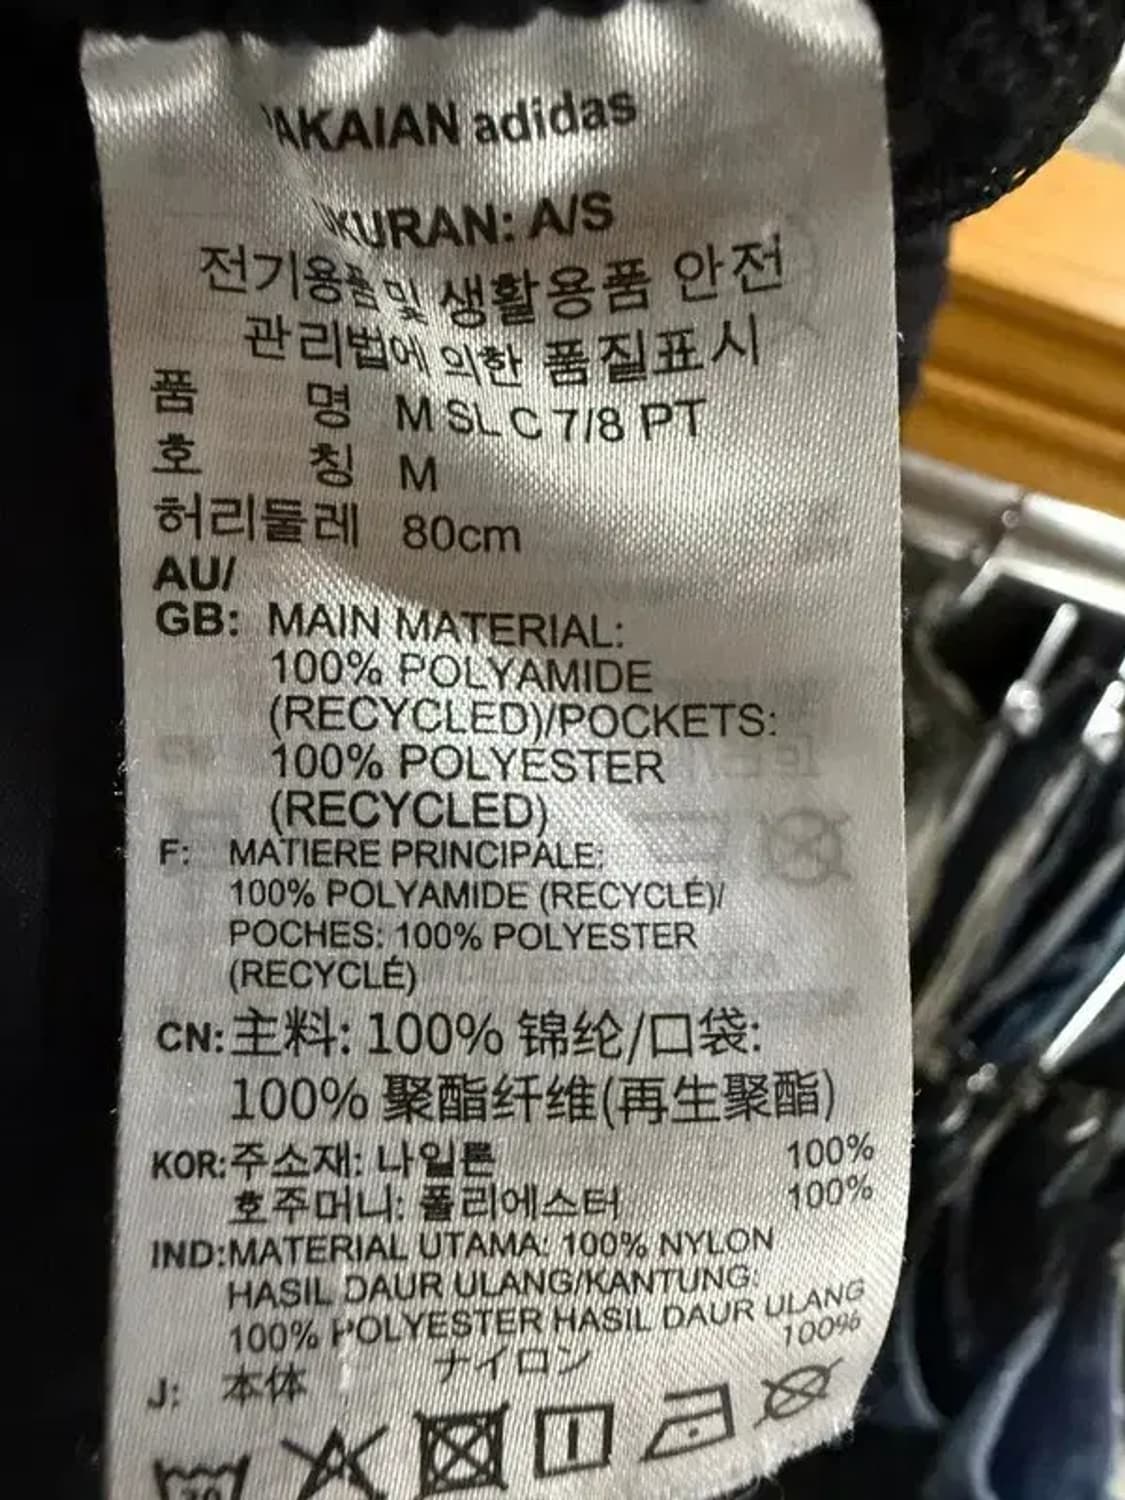 AKAIAN adidas
KURAN: A/S
전기용품 및 생활용품 안전
관리법에 의한 품질표시
품 명 M SL C 7/8 PT
호 칭 M
허리둘레 80cm
AU/
GB: MAIN MATERIAL:
100% POLYAMIDE
(RECYCLED)/POCKETS:
100% POLYESTER
(RECYCLED)
F: MATIERE PRINCIPALE:
100% POLYAMIDE (RECYCLÉ)/
POCHES: 100% POLYESTER
(RECYCLÉ)
CN: 主料: 100% 锦纶/口袋:
100% 聚酯纤维(再生聚酯)
KOR: 주소재: 나일론 100%
호주머니: 폴리에스터 100%
IND: MATERIAL UTAMA: 100% NYLON
HASIL DAUR ULANG/KANTUNG:
100% POLYESTER HASIL DAUR ULANG
J: 本体 ナイロン 100%
30